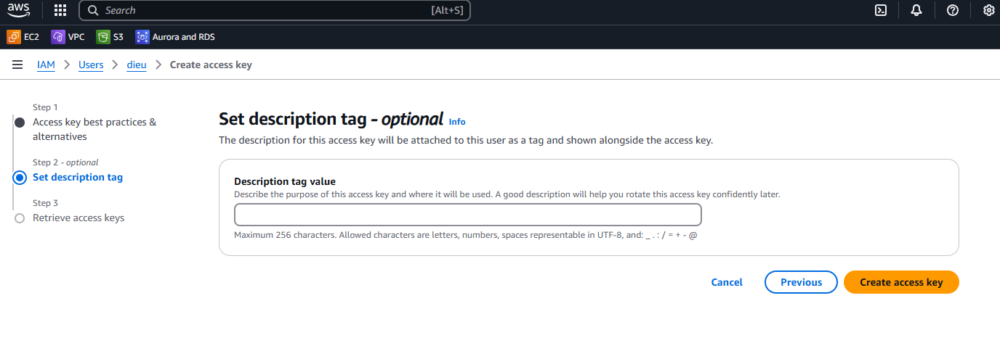 aws
Search [Alt+S]
EC2 VPC S3 Aurora and RDS
IAM Users dieu Create access key
Step 1
Access key best practices &
alternatives
Step 2 - optional
Set description tag
Step 3
Retrieve access keys
Set description tag - optional Info
The description for this access key will be attached to this user as a tag and shown alongside the access key.
Description tag value
Describe the purpose of this access key and where it will be used. A good description will help you rotate this access key confidently later.
Maximum 256 characters. Allowed characters are letters, numbers, spaces representable in UTF-8, and: _ . : / = + - @
Cancel Previous Create access key